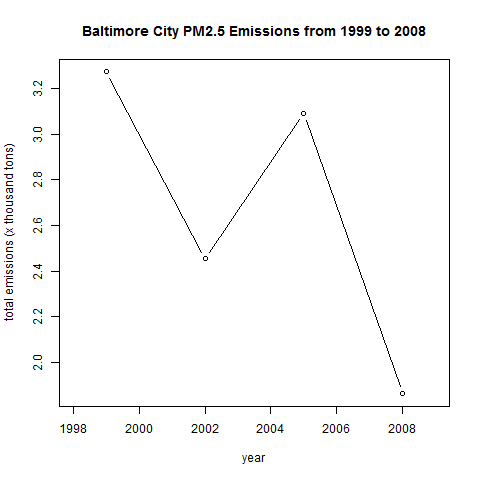 Baltimore City PM2.5 Emissions from 1999 to 2008
total emissions (x thousand tons)
3.2
3.0
2.8
2.6
2.4
2.2
2.0
1998 2000 2002 2004 2006 2008
year